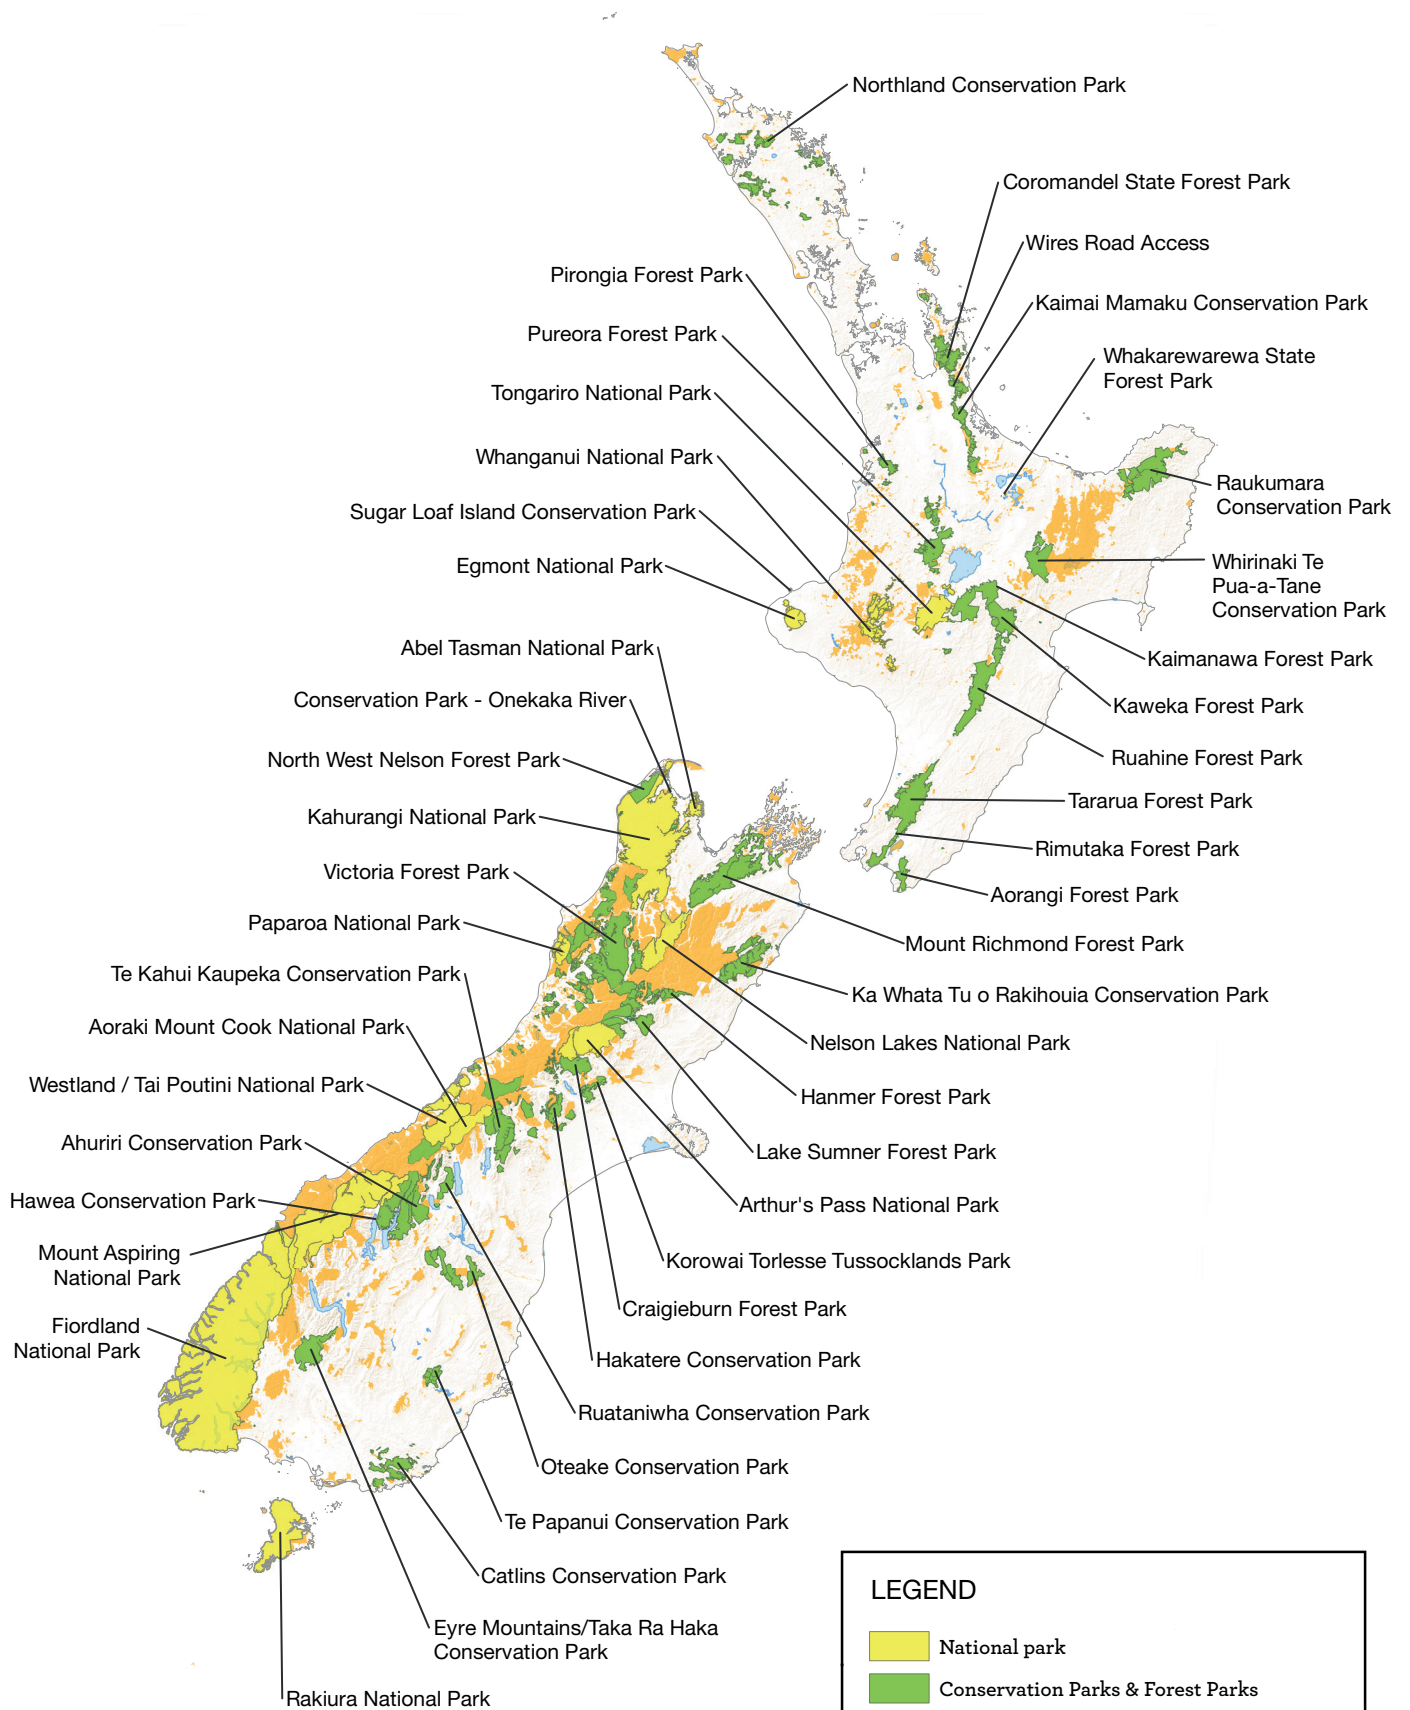 Northland Conservation Park
Coromandel State Forest Park
Wires Road Access
Pirongia Forest Park
Kaimai Mamaku Conservation Park
Pureora Forest Park
Whakarewarewa State
Forest Park
Tongariro National Park
Whanganui National Park
Raukumara
Conservation Park
Sugar Loaf Island Conservation Park
Egmont National Park
Whirinaki Te
Pua-a-Tane
Conservation Park
Abel Tasman National Park
Kaimanawa Forest Park
Conservation Park - Onekaka River
Kaweka Forest Park
North West Nelson Forest Park
Ruahine Forest Park
Tararua Forest Park
Kahurangi National Park
Rimutaka Forest Park
Victoria Forest Park
Aorangi Forest Park
Paparoa National Park
Mount Richmond Forest Park
Te Kahui Kaupeka Conservation Park
Ka Whata Tu o Rakihouia Conservation Park
Aoraki Mount Cook National Park
Nelson Lakes National Park
Westland / Tai Poutini National Park
Hanmer Forest Park
Ahuriri Conservation Park
Lake Sumner Forest Park
Hawea Conservation Park
Arthur's Pass National Park
Mount Aspiring
National Park
Korowai Torlesse Tussocklands Park
Craigieburn Forest Park
Fiordland
National Park
Hakatere Conservation Park
Ruataniwha Conservation Park
Oteake Conservation Park
Te Papanui Conservation Park
Catlins Conservation Park
Eyre Mountains/Taka Ra Haka
Conservation Park
Rakiura National Park
LEGEND
National park
Conservation Parks & Forest Parks